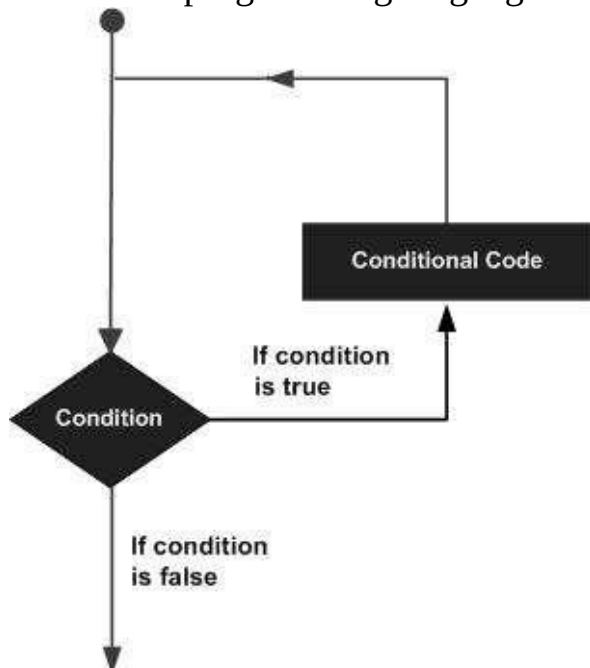 Conditional Code
If condition
is true
Condition
If condition
is false